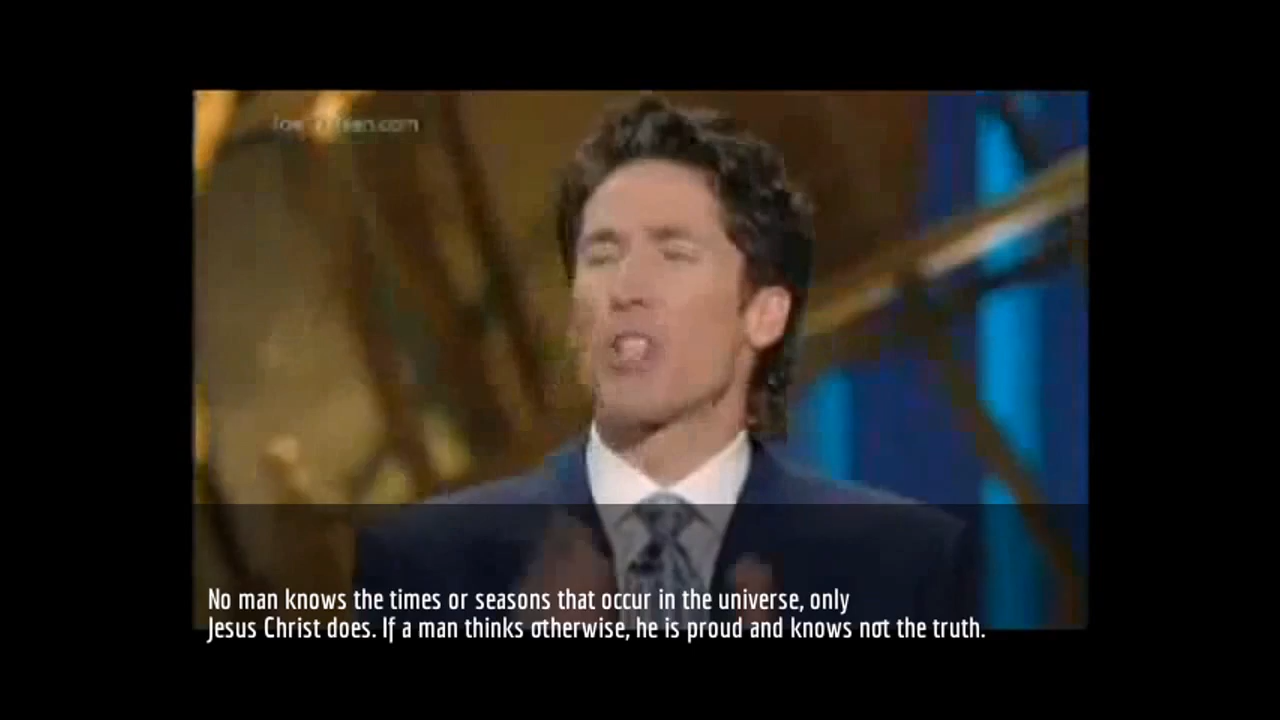 No man knows the times or seasons that occur in the universe, only
Jesus Christ does. If a man thinks otherwise, he is proud and knows not the truth.